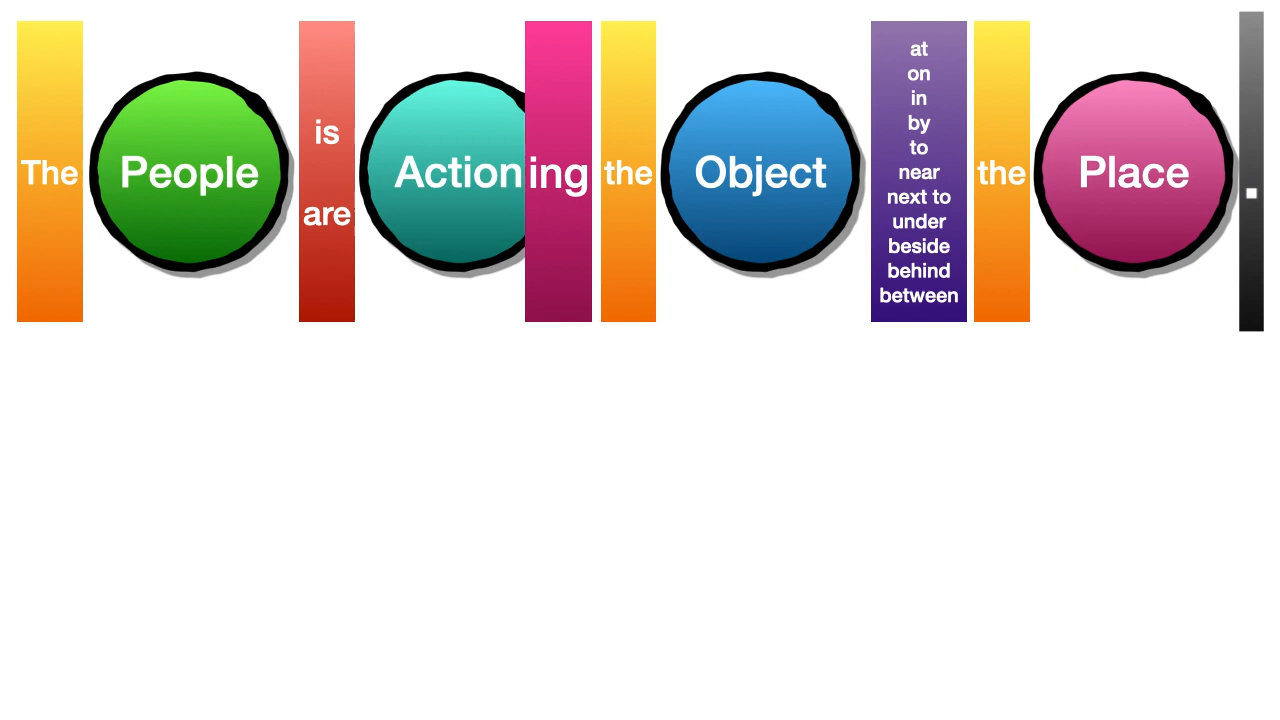 The
People
is
are
Action
ing
the
Object
at
on
in
by
to
near
next to
under
beside
behind
between
the
Place
.